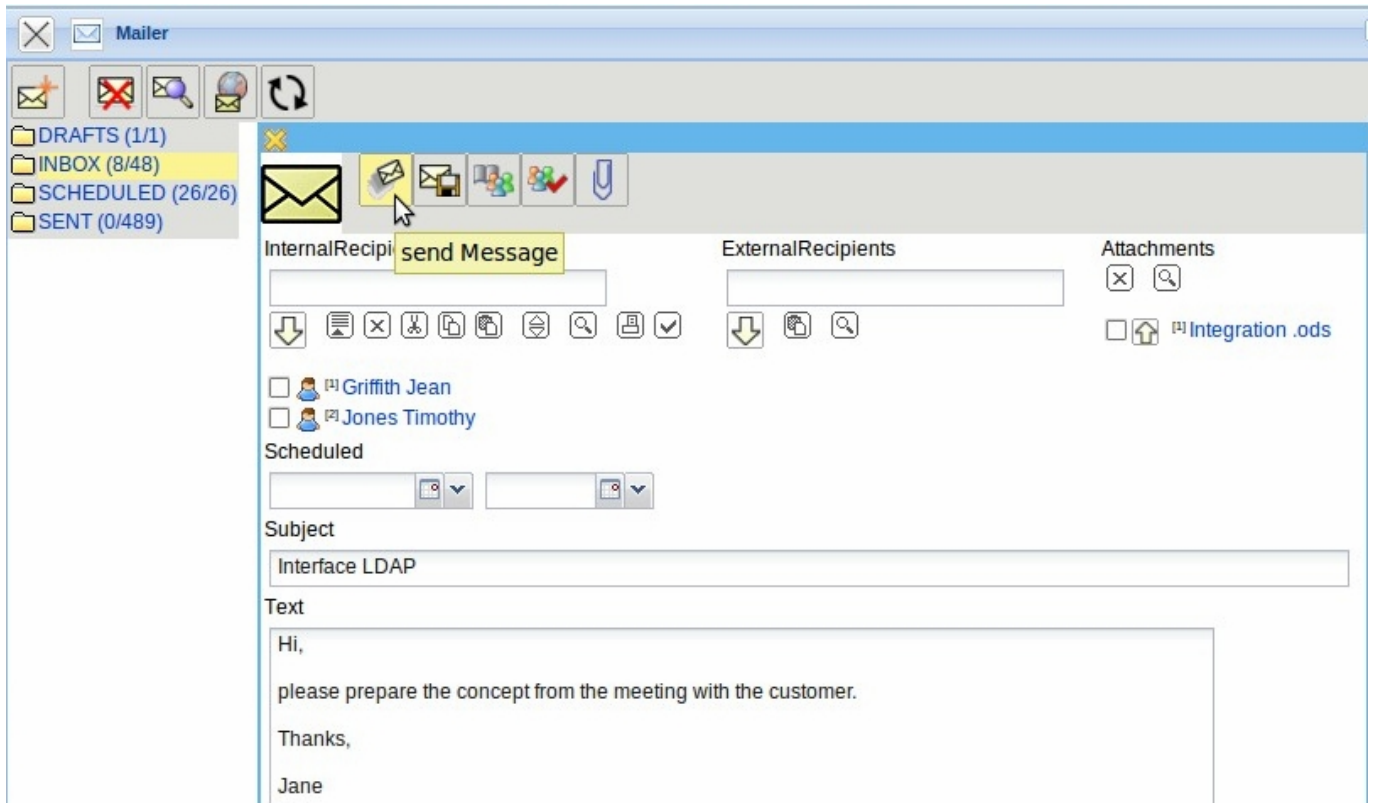 Mailer
DRAFTS (1/1)
INBOX (8/48)
SCHEDULED (26/26)
SENT (0/489)
send Message
InternalRecipi ExternalRecipients Attachments
[1] Integration .ods
[1] Griffith Jean
[2] Jones Timothy
Scheduled
Subject
Interface LDAP
Text
Hi,
please prepare the concept from the meeting with the customer.
Thanks,
Jane